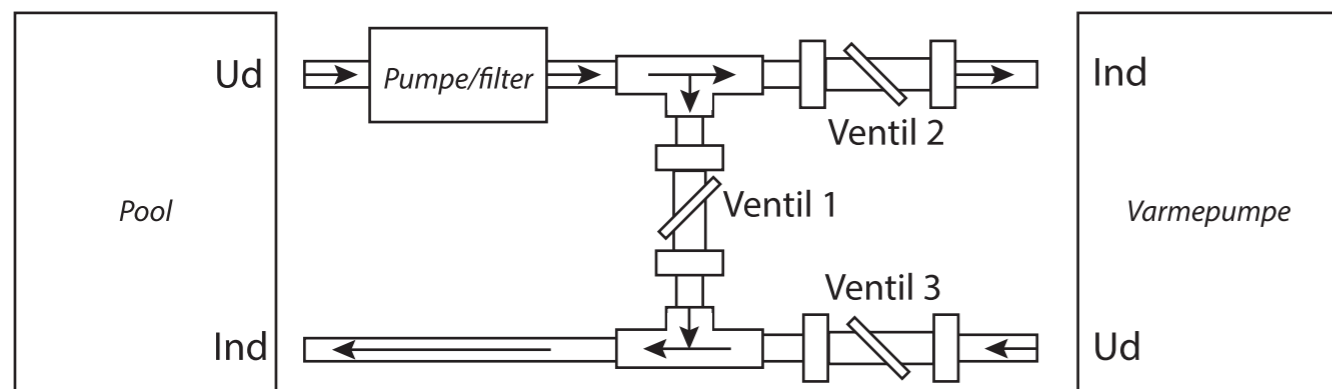 Ud
Pumpe/filter
Ind
Ventil 2
Pool
Ventil 1
Varmepumpe
Ventil 3
Ind
Ud